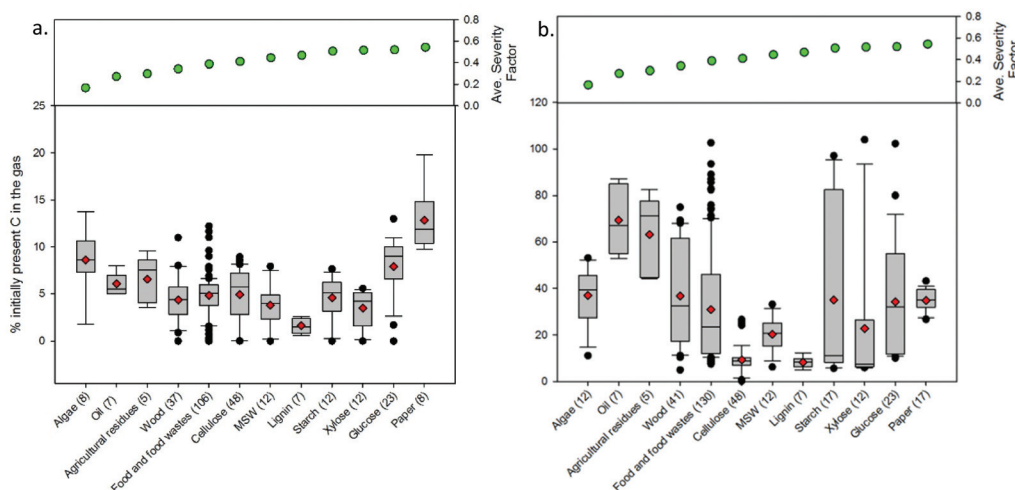 a.
0.8
0.6
0.4
0.2
0.0
Ave. Severity
Factor
25
20
15
10
5
0
% initially present C in the gas
Algae (8)
Oil (7)
Agricultural residues (5)
Wood (37)
Food and food wastes (106)
Cellulose (48)
MSW (12)
Lignin (7)
Starch (12)
Xylose (12)
Glucose (23)
Paper (8)
b.
0.8
0.6
0.4
0.2
0.0
Ave. Severity
Factor
120
100
80
60
40
20
0
Algae (12)
Oil (7)
Agricultural residues (5)
Wood (41)
Food and food wastes (130)
Cellulose (48)
MSW (12)
Lignin (7)
Starch (17)
Xylose (12)
Glucose (23)
Paper (17)